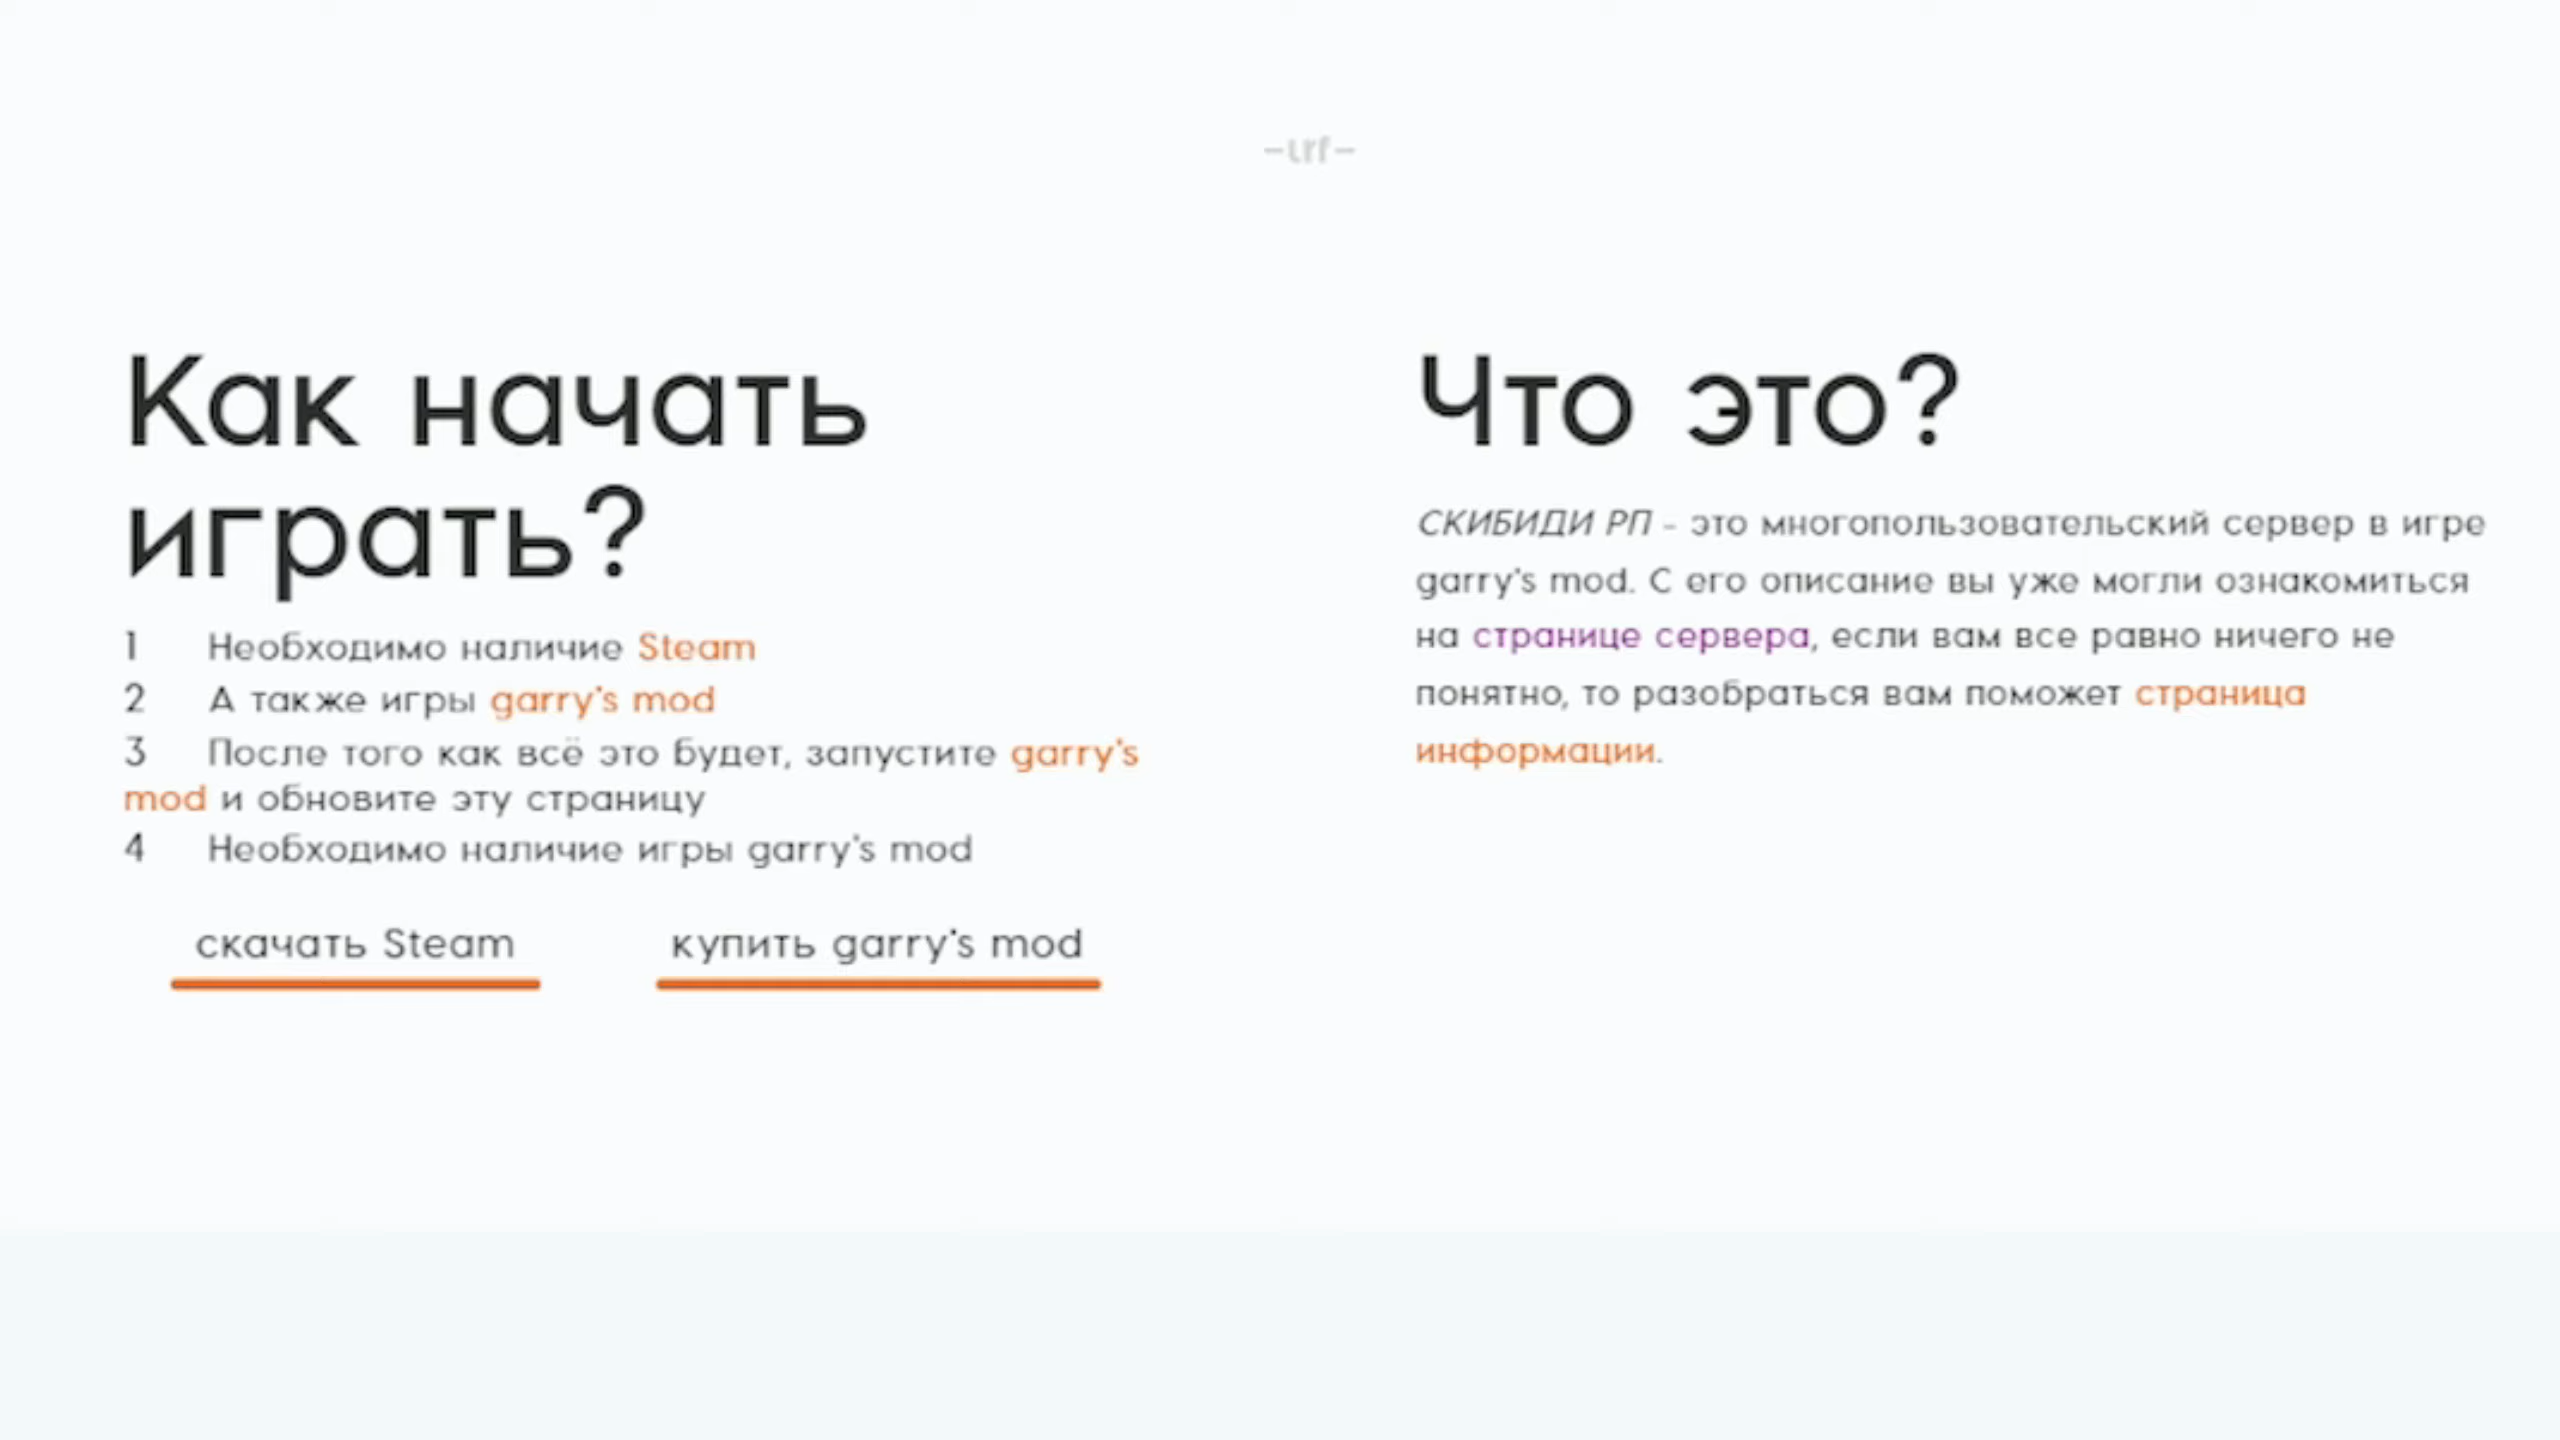 -urf-
Как начать
играть?
1 Необходимо наличие Steam
2 А также игры garry's mod
3 После того как всё это будет, запустите garry's
mod и обновите эту страницу
4 Необходимо наличие игры garry's mod
скачать Steam
купить garry's mod
Что это?
СКИБИДИ РП - это многопользовательский сервер в игре
garry's mod. С его описание вы уже могли ознакомиться
на странице сервера, если вам все равно ничего не
понятно, то разобраться вам поможет страница
информации.